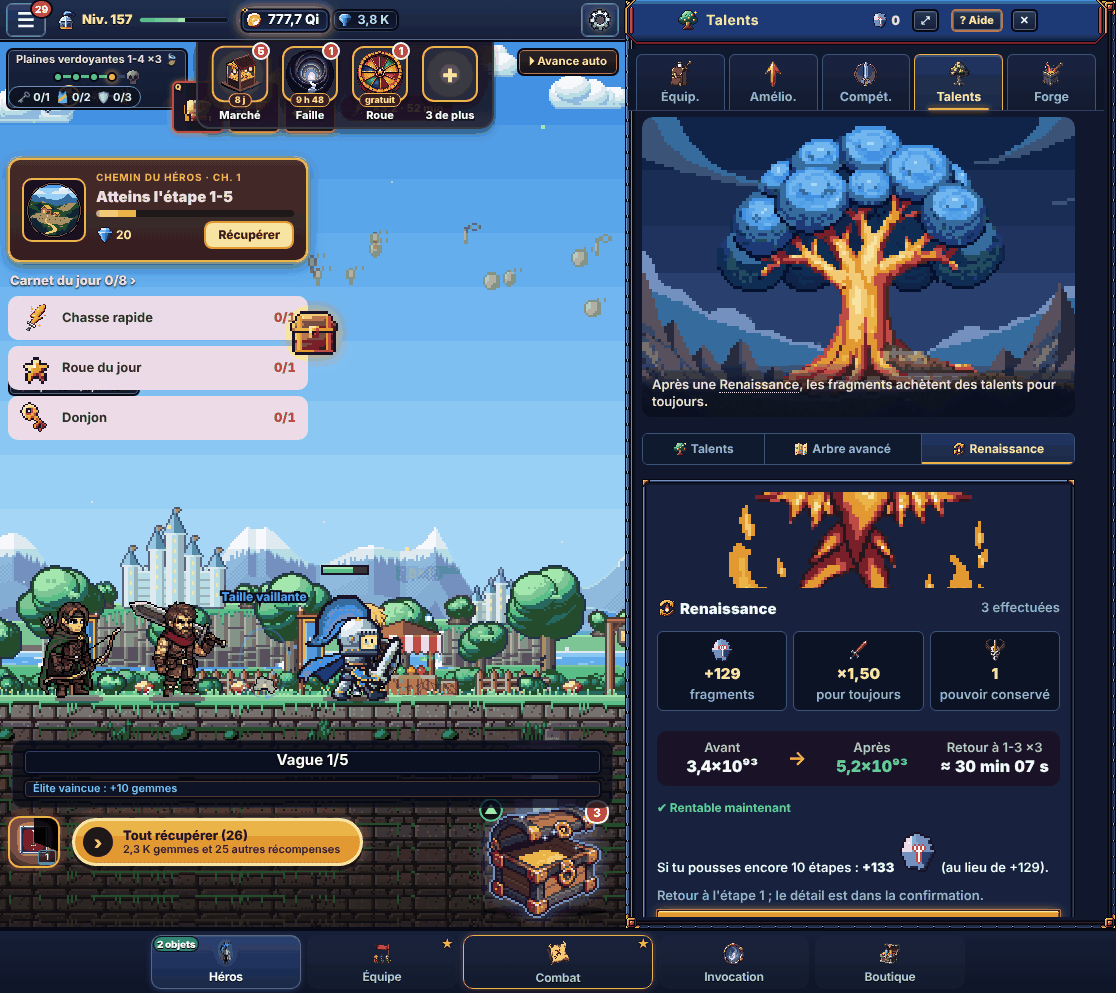 29
Niv. 157
777,7 Qi
3,8 K
Plaines verdoyantes 1-4 ×3
0/1
0/2
0/3
5
8 j
Marché
1
9 h 48
Faille
1
gratuit
Roue
3 de plus
Avance auto
CHEMIN DU HÉROS · CH. 1
Atteins l'étape 1-5
20
Récupérer
Carnet du jour 0/8 ›
Chasse rapide
0/1
Roue du jour
0/1
Donjon
0/1
Taille vaillante
Vague 1/5
Élite vaincue : +10 gemmes
1
Tout récupérer (26)
2,3 K gemmes et 25 autres récompenses
3
Talents
0
? Aide
Équip.
Amélio.
Compét.
Talents
Forge
Après une Renaissance, les fragments achètent des talents pour
toujours.
Talents
Arbre avancé
Renaissance
Renaissance
3 effectuées
+129
fragments
×1,50
pour toujours
1
pouvoir conservé
Avant
3,4×10⁹³
Après
5,2×10⁹³
Retour à 1-3 ×3
≈ 30 min 07 s
✔ Rentable maintenant
Si tu pousses encore 10 étapes : +133 (au lieu de +129).
Retour à l'étape 1 ; le détail est dans la confirmation.
2 objets
Héros
Équipe
Combat
Invocation
Boutique